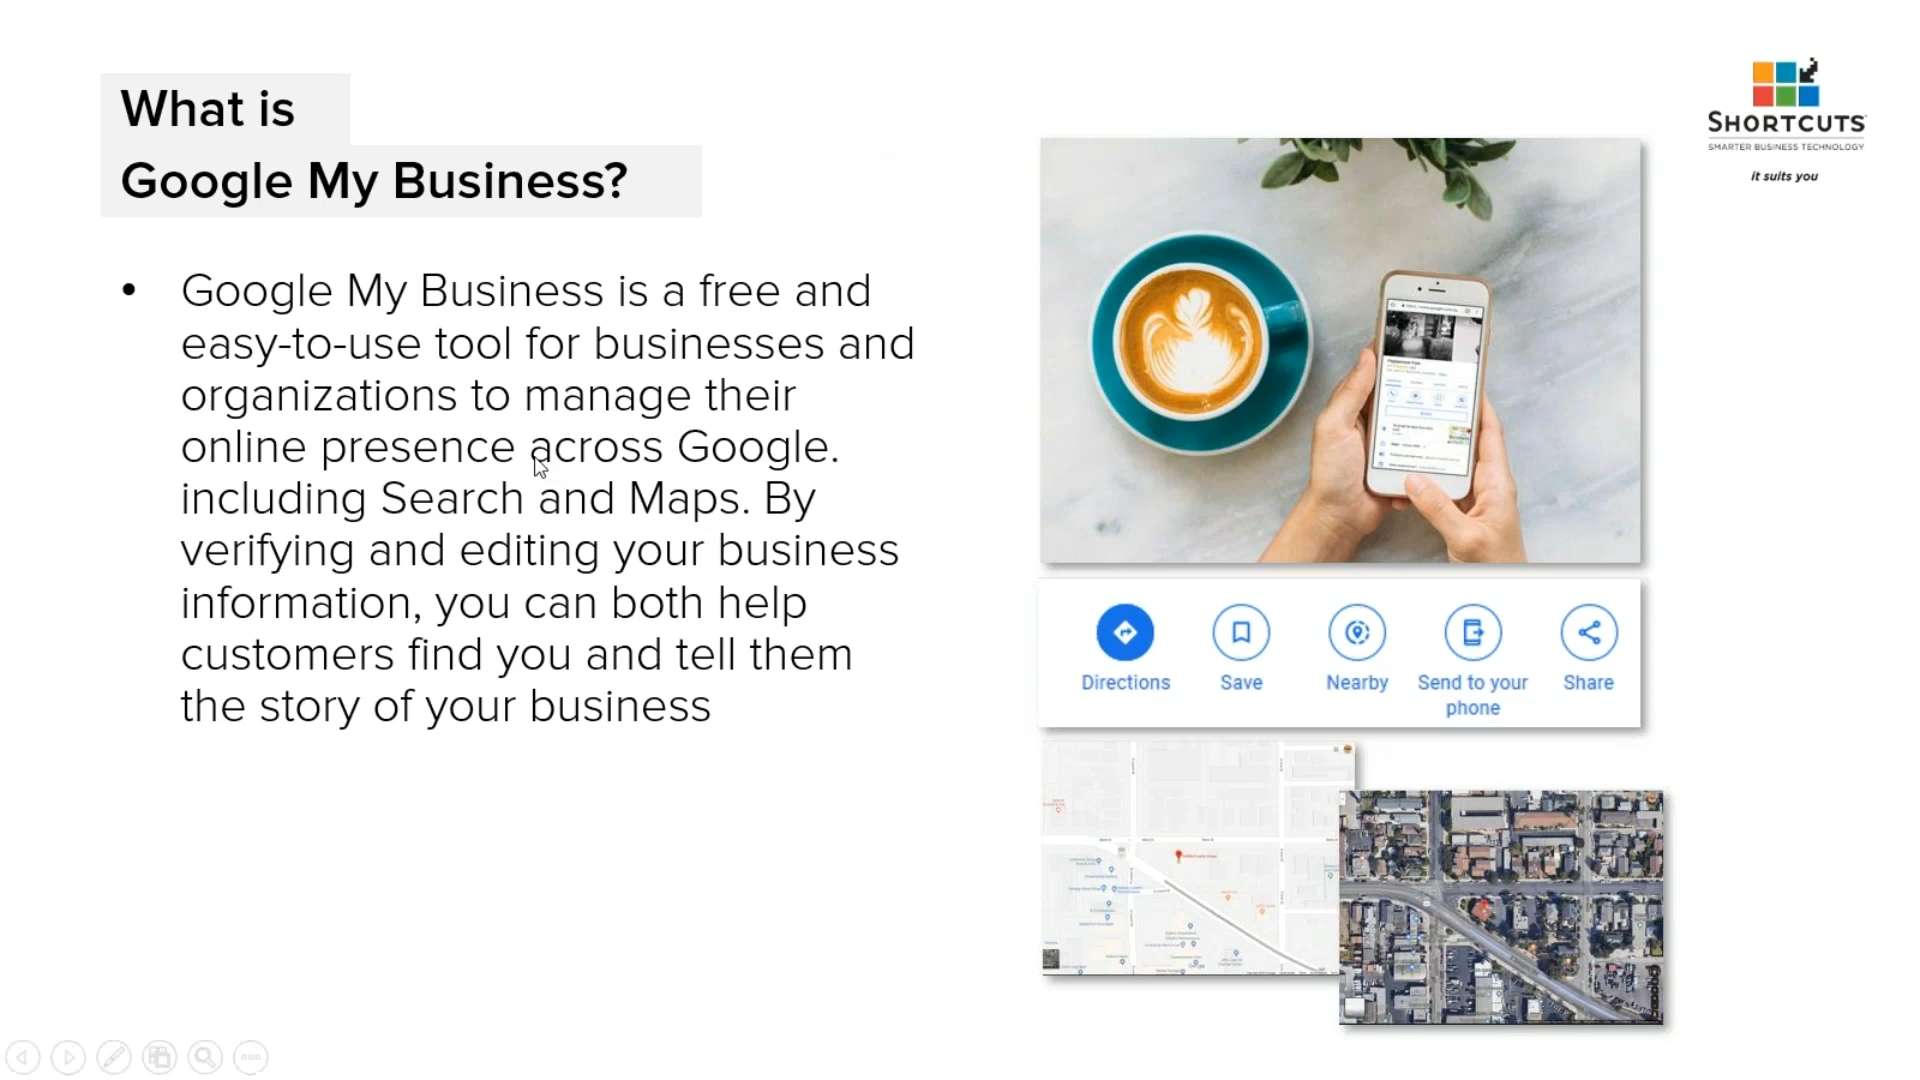 What is
Google My Business?
• Google My Business is a free and
easy-to-use tool for businesses and
organizations to manage their
online presence across Google.
including Search and Maps. By
verifying and editing your business
information, you can both help
customers find you and tell them
the story of your business
SHORTCUTS
SMARTER BUSINESS TECHNOLOGY
it suits you
Directions
Save
Nearby
Send to your
phone
Share